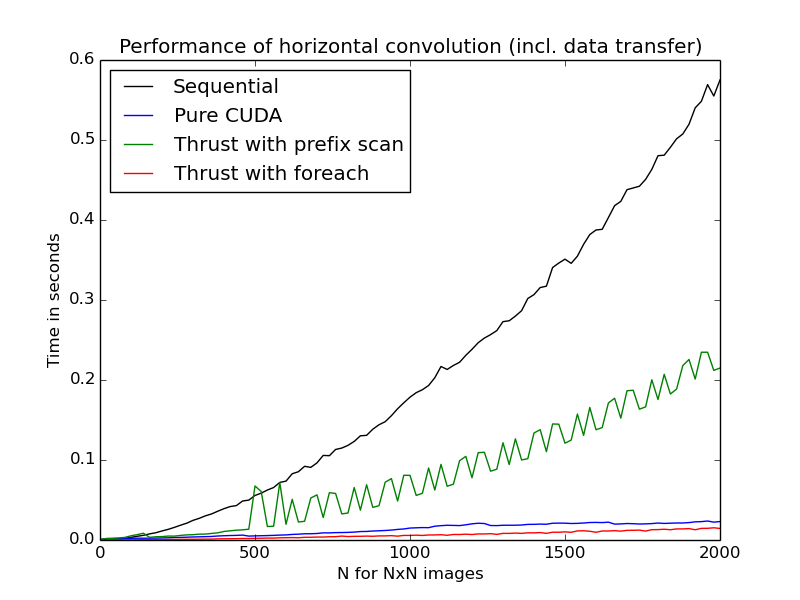 Performance of horizontal convolution (incl. data transfer)
0.6
Sequential
Pure CUDA
Thrust with prefix scan
Thrust with foreach
0.5
0.4
0.3
0.2
0.1
0.0
Time in seconds
0 500 1000 1500 2000
N for NxN images